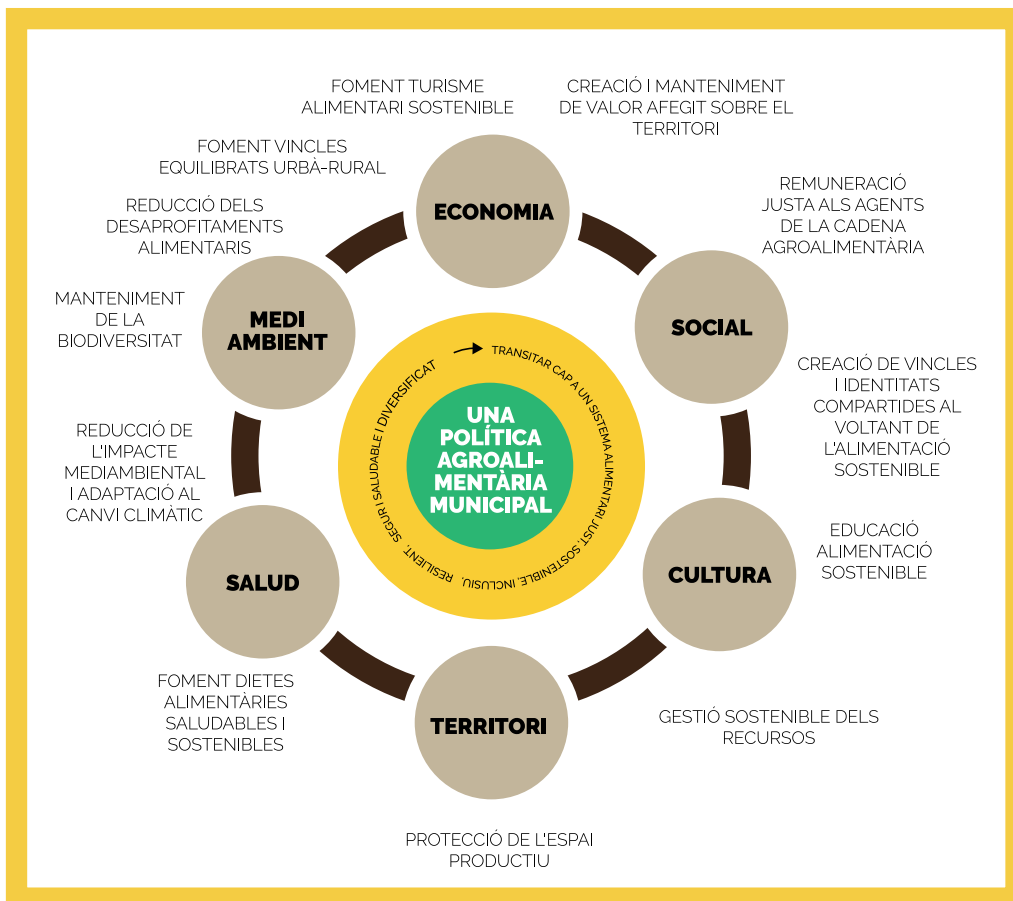 FOMENT TURISME
ALIMENTARI SOSTENIBLE
CREACIÓ I MANTENIMENT
DE VALOR AFEGIT SOBRE EL
TERRITORI
FOMENT VINCLES
EQUILIBRATS URBÀ-RURAL
REMUNERACIÓ
JUSTA ALS AGENTS
DE LA CADENA
AGROALIMENTÀRIA
REDUCCIÓ DELS
DESAPROFITAMENTS
ALIMENTARIS
ECONOMIA
MANTENIMENT
DE LA
BIODIVERSITAT
MEDI
AMBIENT
SOCIAL
TRANSITAR CAP A UN SISTEMA ALIMENTARI JUST, SOSTENIBLE, INCLUSIU, RESILIENT, SEGUR I SALUDABLE I DIVERSIFICAT
UNA
POLÍTICA
AGROALI-
MENTÀRIA
MUNICIPAL
CREACIÓ DE VINCLES
I IDENTITATS
COMPARTIDES AL
VOLTANT DE
L'ALIMENTACIÓ
SOSTENIBLE
REDUCCIÓ DE
L'IMPACTE
MEDIAMBIENTAL
I ADAPTACIÓ AL
CANVI CLIMÀTIC
EDUCACIÓ
ALIMENTACIÓ
SOSTENIBLE
SALUD
CULTURA
FOMENT DIETES
ALIMENTÀRIES
SALUDABLES I
SOSTENIBLES
TERRITORI
GESTIÓ SOSTENIBLE DELS
RECURSOS
PROTECCIÓ DE L'ESPAI
PRODUCTIU